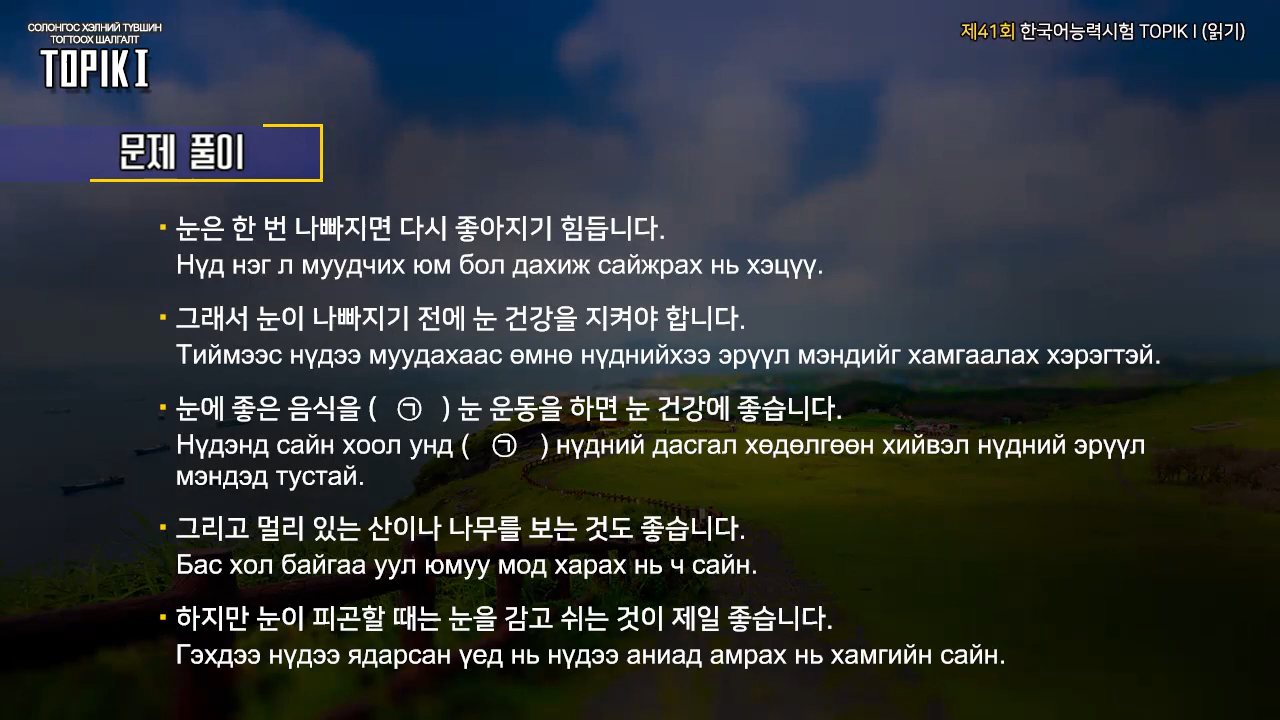 СОЛОНГОС ХЭЛНИЙ ТҮВШИН
ТОГТООХ ШАЛГАЛТ
TOPIK I
제41회 한국어능력시험 TOPIK I (읽기)
문제 풀이
눈은 한 번 나빠지면 다시 좋아지기 힘듭니다.
Нүд нэг л муудчих юм бол дахиж сайжрах нь хэцүү.
그래서 눈이 나빠지기 전에 눈 건강을 지켜야 합니다.
Тиймээс нүдээ муудахаас өмнө нүднийхээ эрүүл мэндийг хамгаалах хэрэгтэй.
눈에 좋은 음식을 ( ㉠ ) 눈 운동을 하면 눈 건강에 좋습니다.
Нүдэнд сайн хоол унд ( ㉠ ) нүдний дасгал хөдөлгөөн хийвэл нүдний эрүүл
мэндэд тустай.
그리고 멀리 있는 산이나 나무를 보는 것도 좋습니다.
Бас хол байгаа уул юмуу мод харах нь ч сайн.
하지만 눈이 피곤할 때는 눈을 감고 쉬는 것이 제일 좋습니다.
Гэхдээ нүдээ ядарсан үед нь нүдээ аниад амрах нь хамгийн сайн.